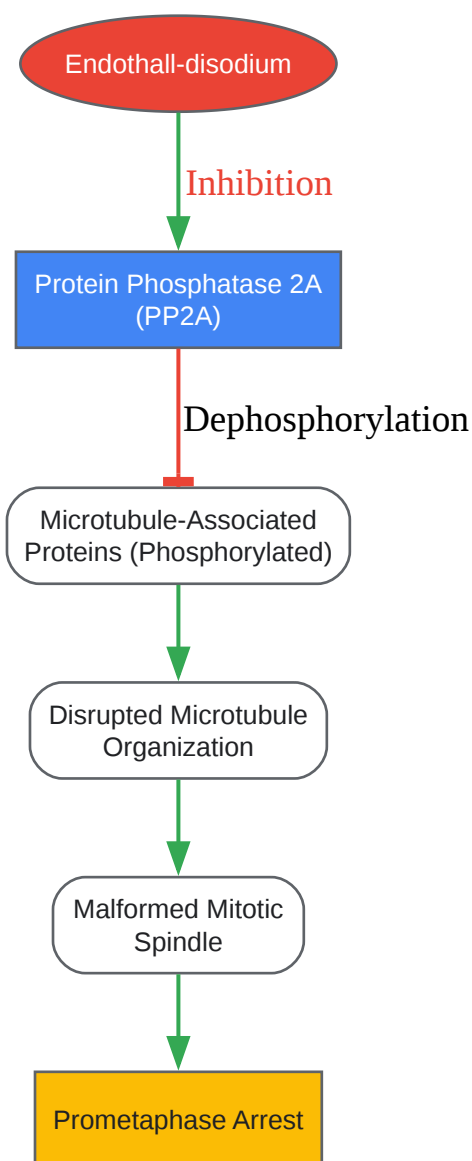 Endothall-disodium
Inhibition
Protein Phosphatase 2A
(PP2A)
Dephosphorylation
Microtubule-Associated
Proteins (Phosphorylated)
Disrupted Microtubule
Organization
Malformed Mitotic
Spindle
Prometaphase Arrest